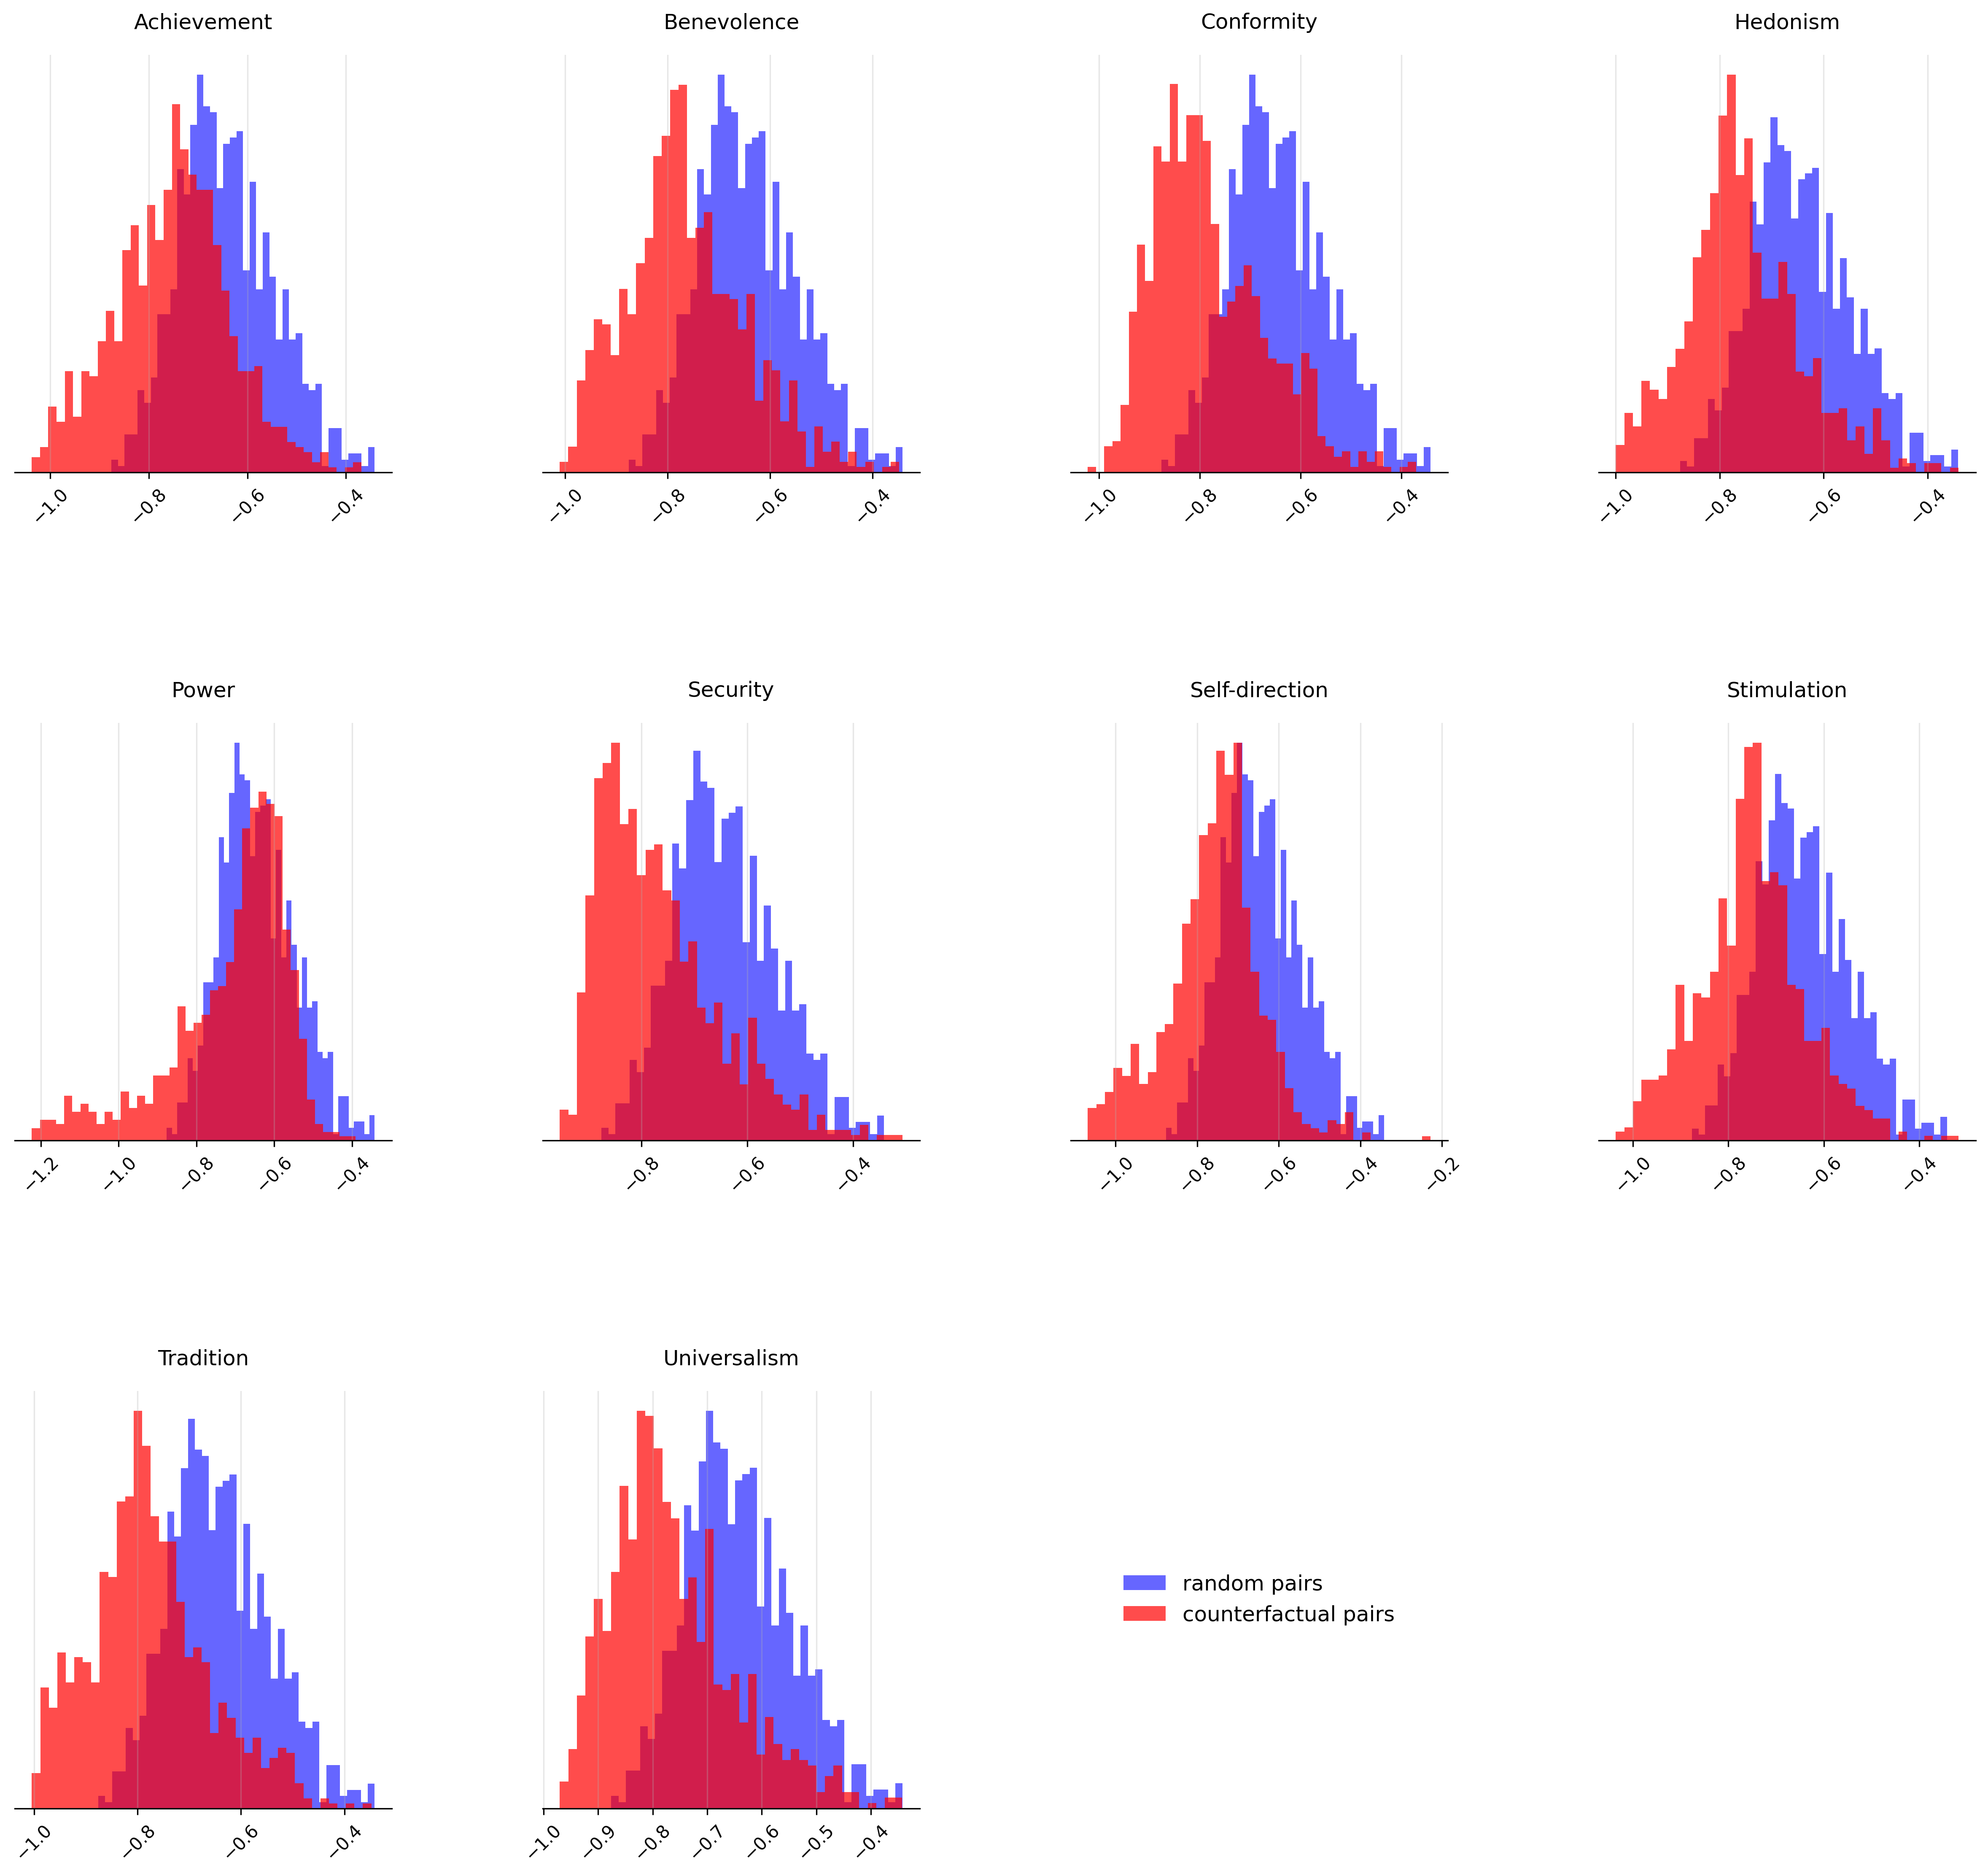 Achievement Benevolence Conformity Hedonism
−1.0 −0.8 −0.6 −0.4 −1.0 −0.8 −0.6 −0.4 −1.0 −0.8 −0.6 −0.4 −1.0 −0.8 −0.6 −0.4
Power Security Self-direction Stimulation
−1.2 −1.0 −0.8 −0.6 −0.4 −0.8 −0.6 −0.4 −1.0 −0.8 −0.6 −0.4 −0.2 −1.0 −0.8 −0.6 −0.4
Tradition Universalism
random pairs
counterfactual pairs
−1.0 −0.8 −0.6 −0.4 −1.0 −0.9 −0.8 −0.7 −0.6 −0.5 −0.4